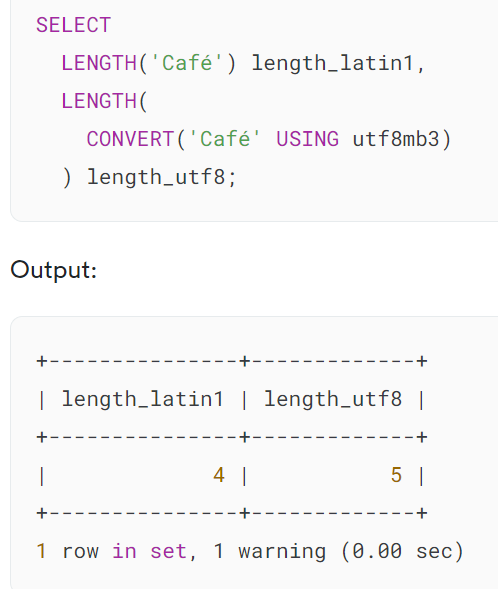 SELECT
  LENGTH('Café') length_latin1,
  LENGTH(
    CONVERT('Café' USING utf8mb3)
  ) length_utf8;
Output:
+---------------+-------------+
| length_latin1 | length_utf8 |
+---------------+-------------+
|             4 |           5 |
+---------------+-------------+
1 row in set, 1 warning (0.00 sec)